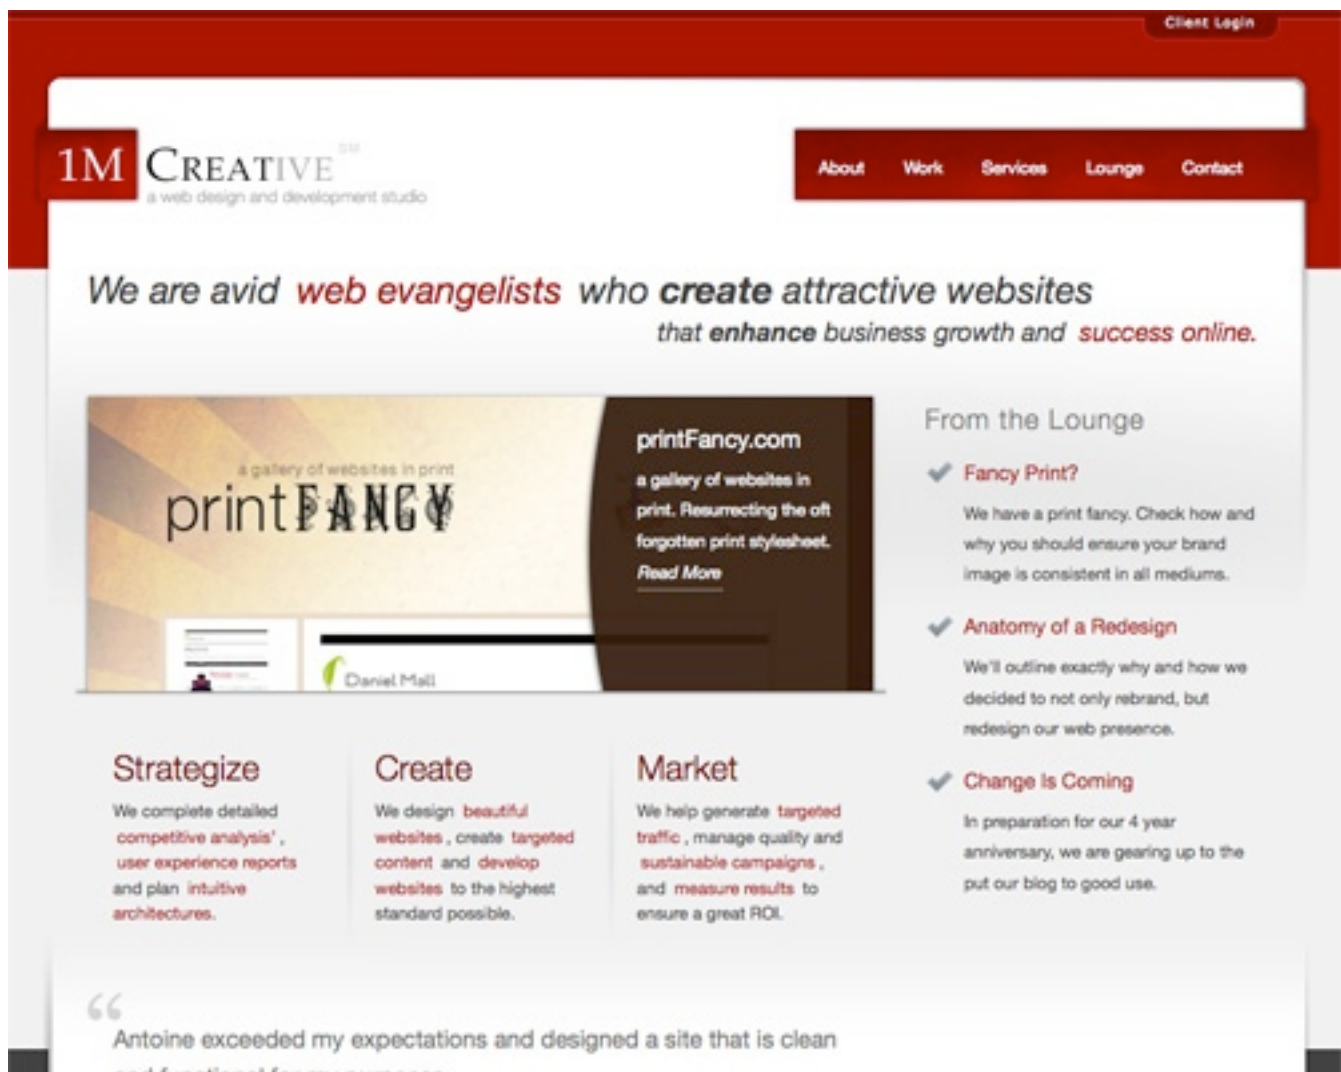 Client Login
1M CREATIVE SM
a web design and development studio
About Work Services Lounge Contact
We are avid web evangelists who create attractive websites
that enhance business growth and success online.
a gallery of websites in print
printFANCY
Daniel Mall
printFancy.com
a gallery of websites in
print. Resurrecting the oft
forgotten print stylesheet.
Read More
From the Lounge
Fancy Print?
We have a print fancy. Check how and
why you should ensure your brand
image is consistent in all mediums.
Anatomy of a Redesign
We'll outline exactly why and how we
decided to not only rebrand, but
redesign our web presence.
Change Is Coming
In preparation for our 4 year
anniversary, we are gearing up to the
put our blog to good use.
Strategize
We complete detailed
competitive analysis',
user experience reports
and plan intuitive
architectures.
Create
We design beautiful
websites, create targeted
content and develop
websites to the highest
standard possible.
Market
We help generate targeted
traffic, manage quality and
sustainable campaigns,
and measure results to
ensure a great ROI.
“
Antoine exceeded my expectations and designed a site that is clean